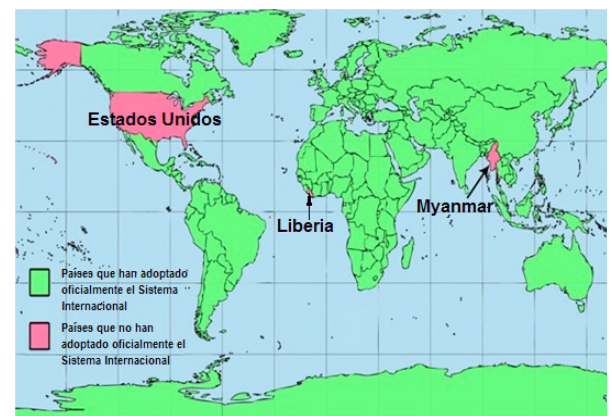 Estados Unidos
Myanmar
Liberia
Países que han adoptado
oficialmente el Sistema
Internacional
Países que no han
adoptado oficialmente el
Sistema Internacional